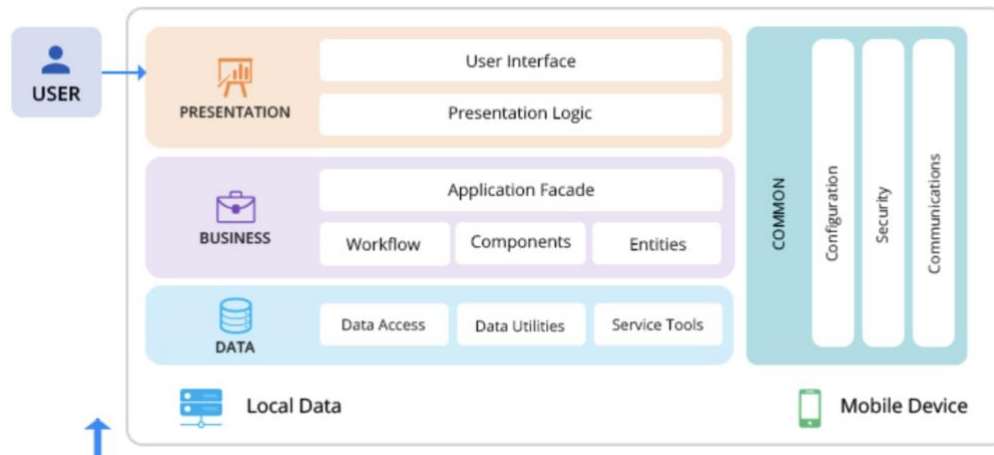 USER
PRESENTATION
User Interface
Presentation Logic
BUSINESS
Application Facade
Workflow
Components
Entities
DATA
Data Access
Data Utilities
Service Tools
COMMON
Configuration
Security
Communications
Local Data
Mobile Device